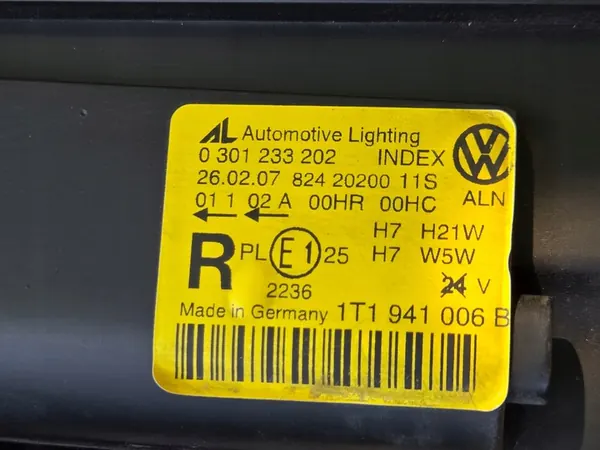 AL Automotive Lighting
0 301 233 202 INDEX
26.02.07 824 20200 11S
ALN
01 1 02 A 00HR 00HC
H7 H21W
R PL E1 25 H7 W5W
2236 24 V
Made in Germany 1T1 941 006 B